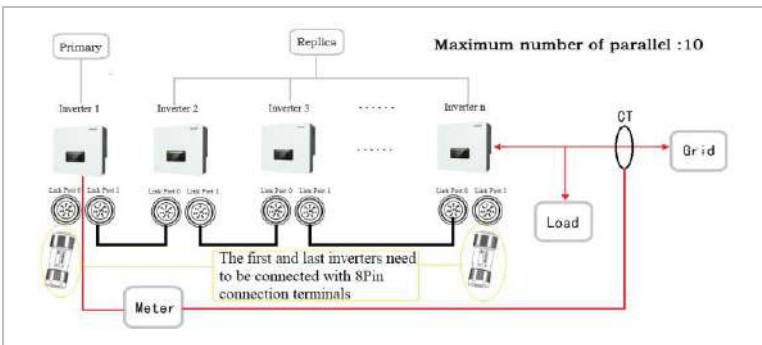 Primary
Replica
Maximum number of parallel :10
Inverter 1
Inverter 2
Inverter 3
......
Inverter n
......
CT
Grid
Load
Link Port 0
Link Port 1
Link Port 0
Link Port 1
Link Port 0
Link Port 1
Link Port 0
Link Port 1
The first and last inverters need
to be connected with 8Pin
connection terminals
Meter